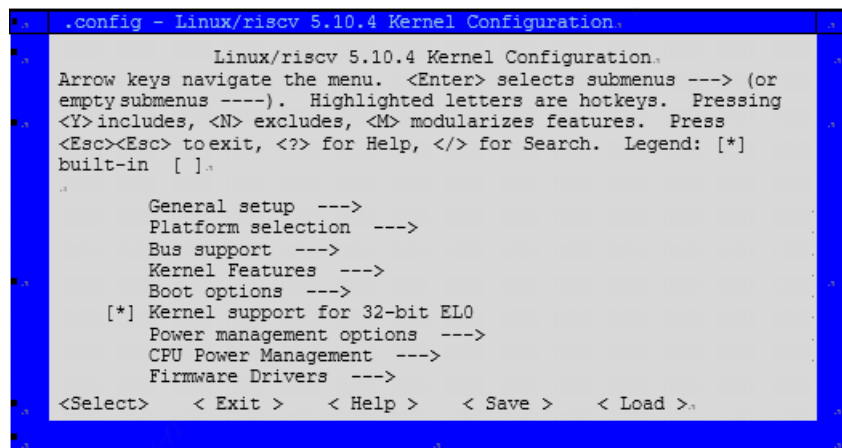 .config - Linux/riscv 5.10.4 Kernel Configuration
Linux/riscv 5.10.4 Kernel Configuration
Arrow keys navigate the menu.  <Enter> selects submenus ---> (or
empty submenus ----).  Highlighted letters are hotkeys.  Pressing
<Y> includes, <N> excludes, <M> modularizes features.  Press
<Esc><Esc> to exit, <?> for Help, </> for Search.  Legend: [*]
built-in  [ ]
General setup  --->
Platform selection  --->
Bus support  --->
Kernel Features  --->
Boot options  --->
[*] Kernel support for 32-bit EL0
Power management options  --->
CPU Power Management  --->
Firmware Drivers  --->
<Select>    < Exit >    < Help >    < Save >    < Load >